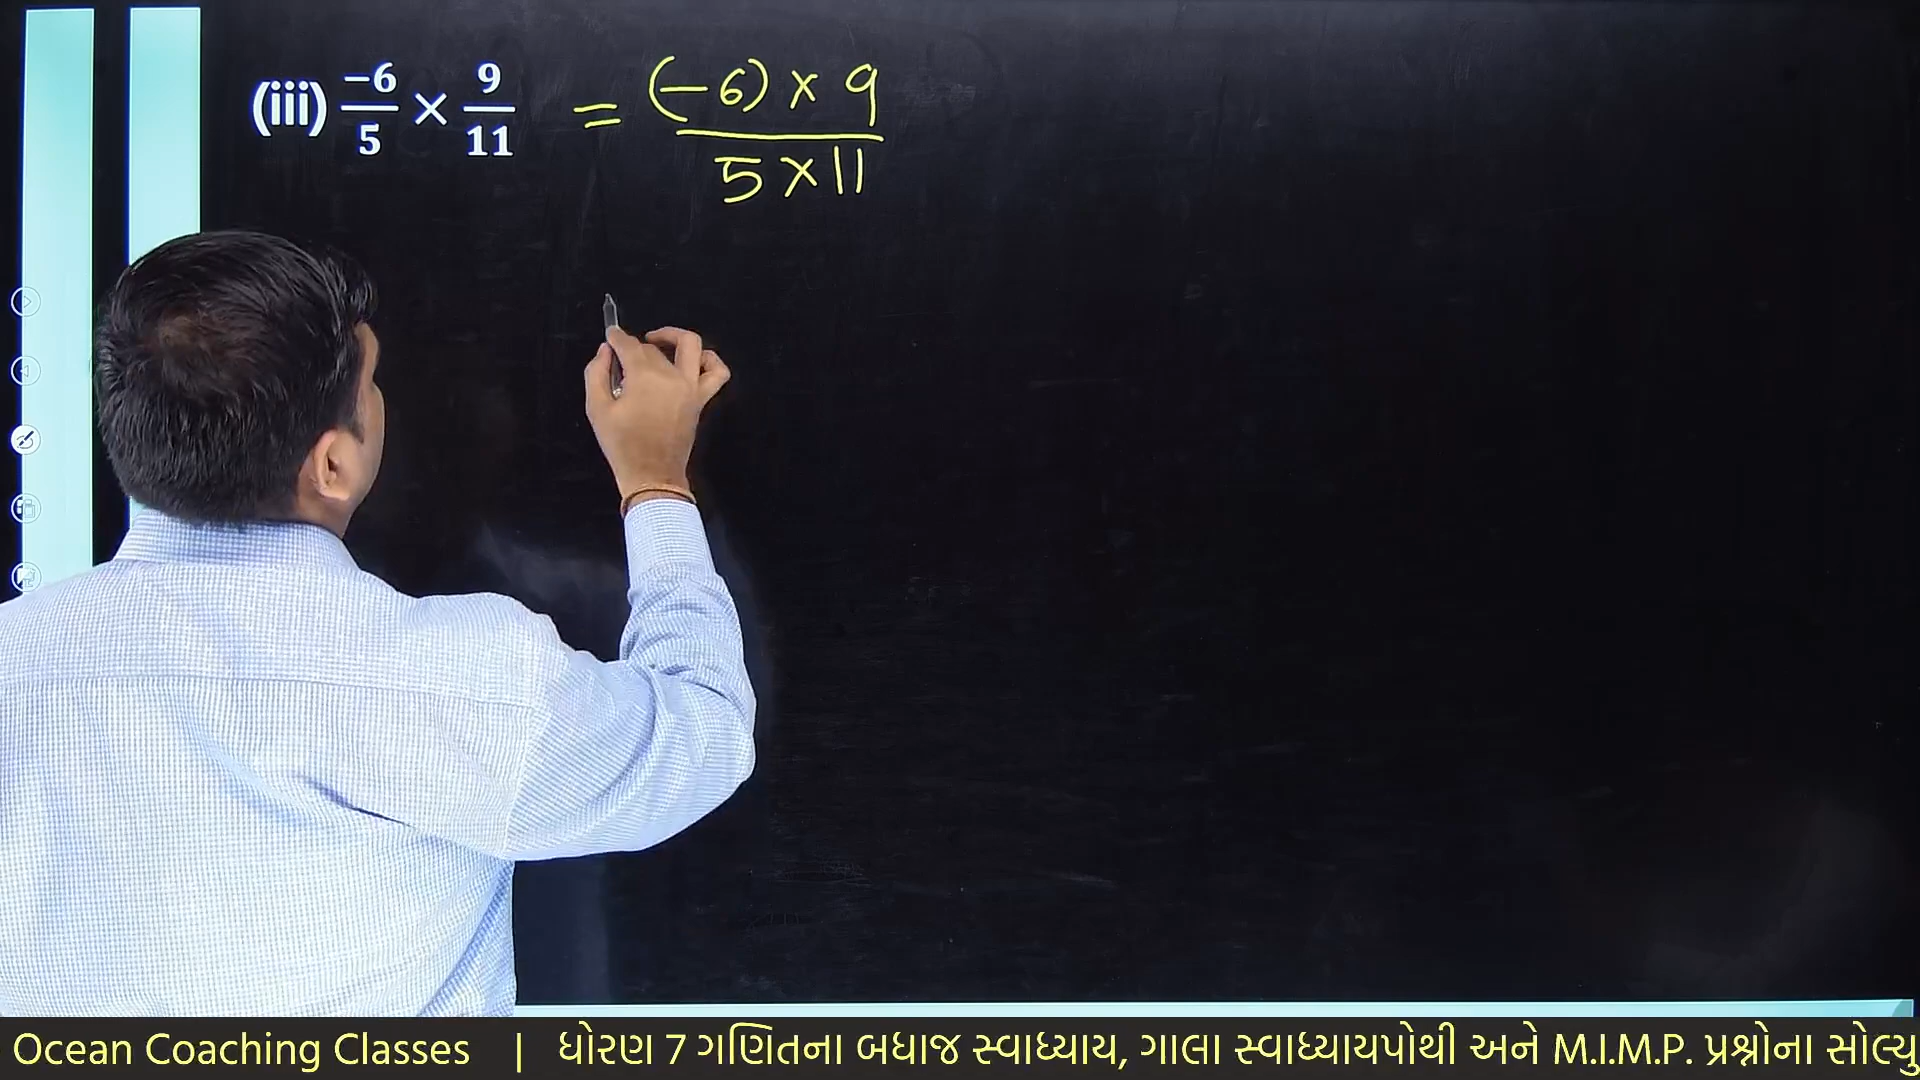 (iii) -6/5 × 9/11 = (-6) × 9 / 5 × 11
Ocean Coaching Classes | ધોરણ 7 ગણિતના બધાજ સ્વાધ્યાય, ગાલા સ્વાધ્યાયપોથી અને M.I.M.P. પ્રશ્નોના સોલ્યુ